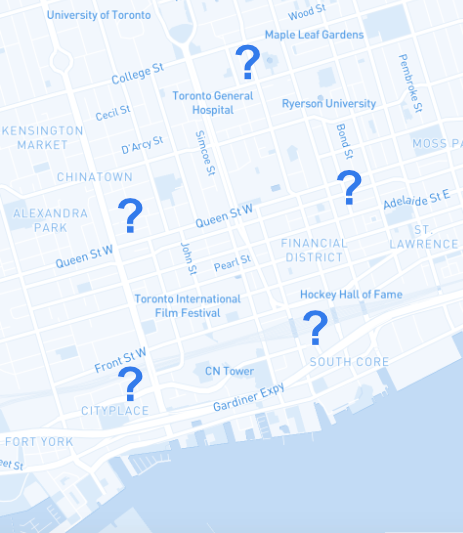 Wood St
University of Toronto
Maple Leaf Gardens
?
College St
Pembroke St
Toronto General
Hospital
Ryerson University
Cecil St
KENSINGTON
MARKET
D'Arcy St
Simcoe St
Bond St
MOSS PA
CHINATOWN
?
Adelaide St E
ALEXANDRA
PARK
?
Queen St W
ST.
LAWRENCE
FINANCIAL
DISTRICT
Queen St W
John St
Pearl St
Toronto International
Film Festival
Hockey Hall of Fame
?
Front St W
SOUTH CORE
CN Tower
?
Gardiner Expy
CITYPLACE
FORT YORK
eet St